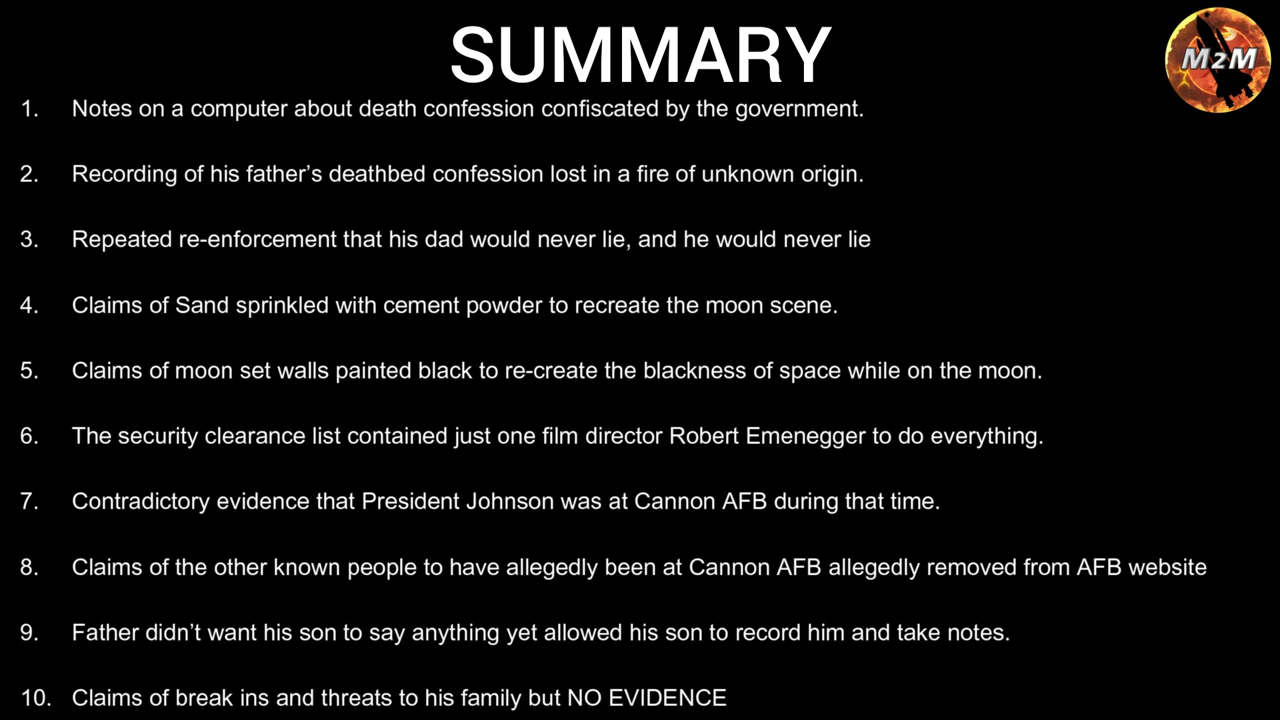 SUMMARY
M2M
1. Notes on a computer about death confession confiscated by the government.
2. Recording of his father's deathbed confession lost in a fire of unknown origin.
3. Repeated re-enforcement that his dad would never lie, and he would never lie
4. Claims of Sand sprinkled with cement powder to recreate the moon scene.
5. Claims of moon set walls painted black to re-create the blackness of space while on the moon.
6. The security clearance list contained just one film director Robert Emenegger to do everything.
7. Contradictory evidence that President Johnson was at Cannon AFB during that time.
8. Claims of the other known people to have allegedly been at Cannon AFB allegedly removed from AFB website
9. Father didn't want his son to say anything yet allowed his son to record him and take notes.
10. Claims of break ins and threats to his family but NO EVIDENCE